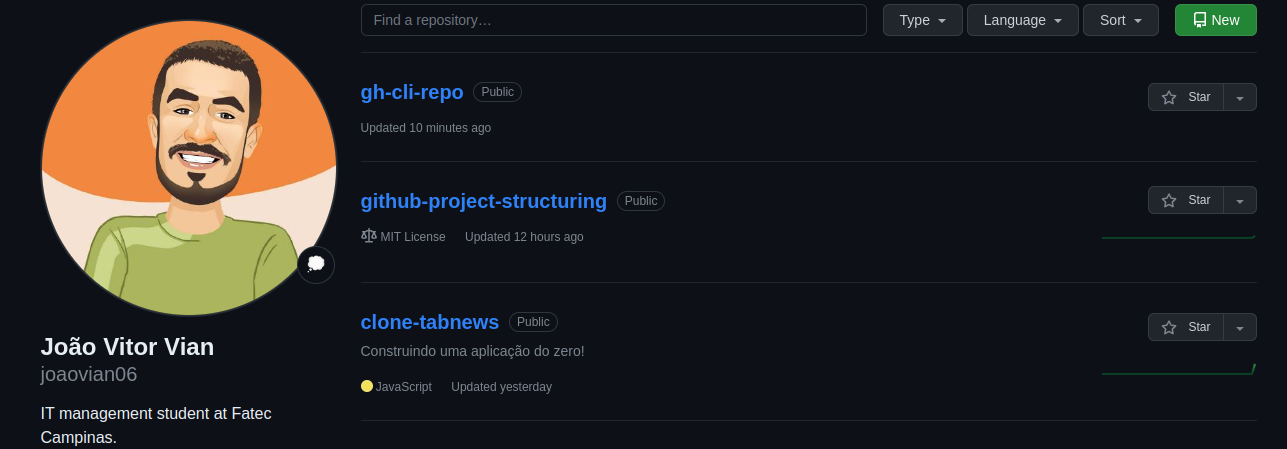 Find a repository…
Type
Language
Sort
New
gh-cli-repo
Public
Star
Updated 10 minutes ago
github-project-structuring
Public
Star
MIT License
Updated 12 hours ago
clone-tabnews
Public
Star
Construindo uma aplicação do zero!
JavaScript
Updated yesterday
João Vitor Vian
joaovian06
IT management student at Fatec
Campinas.